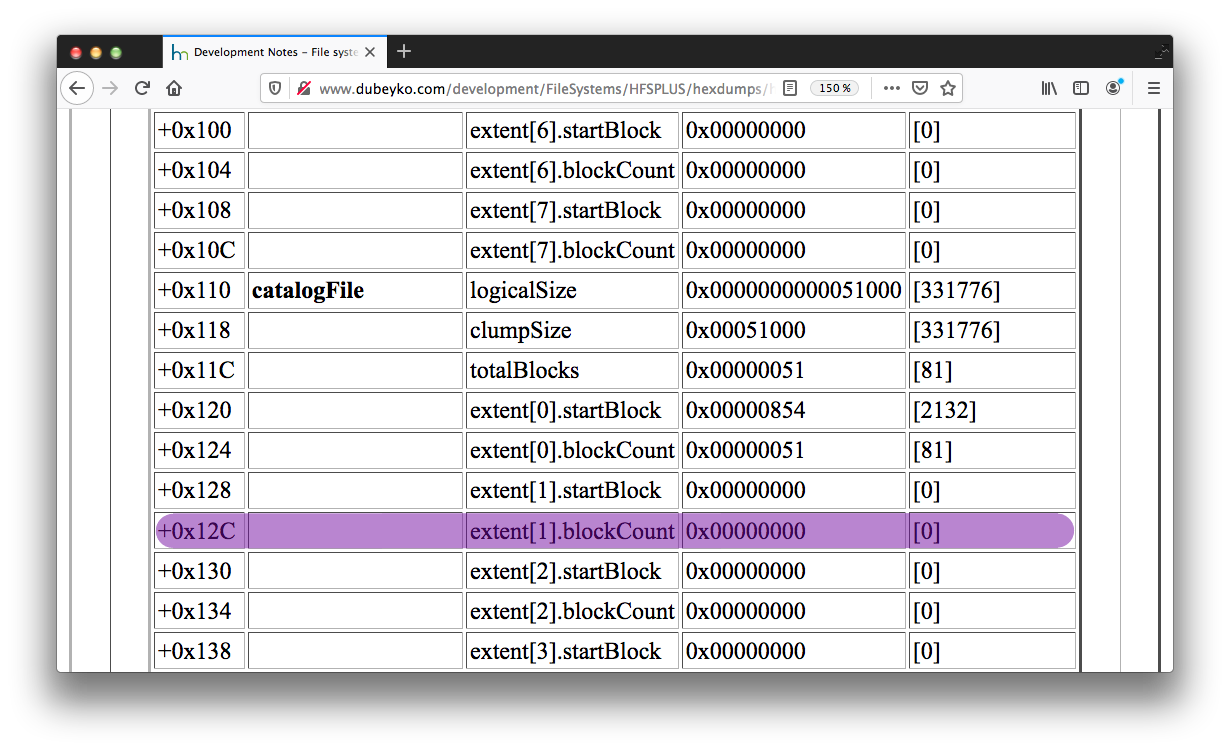 Development Notes – File syste
www.dubeyko.com/development/FileSystems/HFSPLUS/hexdumps/
150 %
+0x100 extent[6].startBlock 0x00000000 [0]
+0x104 extent[6].blockCount 0x00000000 [0]
+0x108 extent[7].startBlock 0x00000000 [0]
+0x10C extent[7].blockCount 0x00000000 [0]
+0x110 catalogFile logicalSize 0x0000000000051000 [331776]
+0x118 clumpSize 0x00051000 [331776]
+0x11C totalBlocks 0x00000051 [81]
+0x120 extent[0].startBlock 0x00000854 [2132]
+0x124 extent[0].blockCount 0x00000051 [81]
+0x128 extent[1].startBlock 0x00000000 [0]
+0x12C extent[1].blockCount 0x00000000 [0]
+0x130 extent[2].startBlock 0x00000000 [0]
+0x134 extent[2].blockCount 0x00000000 [0]
+0x138 extent[3].startBlock 0x00000000 [0]